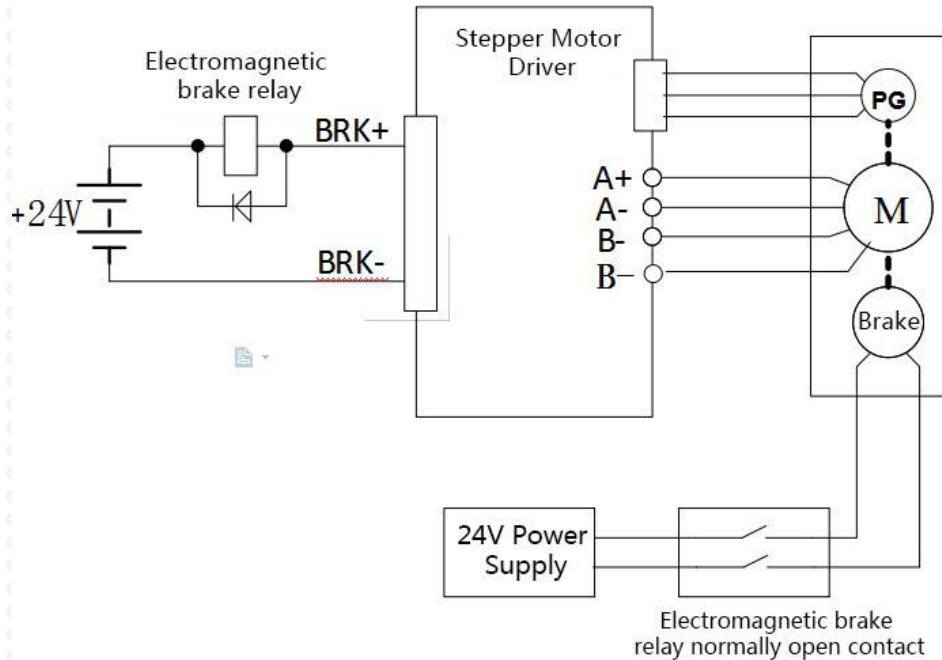 Electromagnetic
brake relay
Stepper Motor
Driver
BRK+
+24V
BRK-
A+
A-
B-
B-
PG
M
Brake
24V Power
Supply
Electromagnetic brake
relay normally open contact